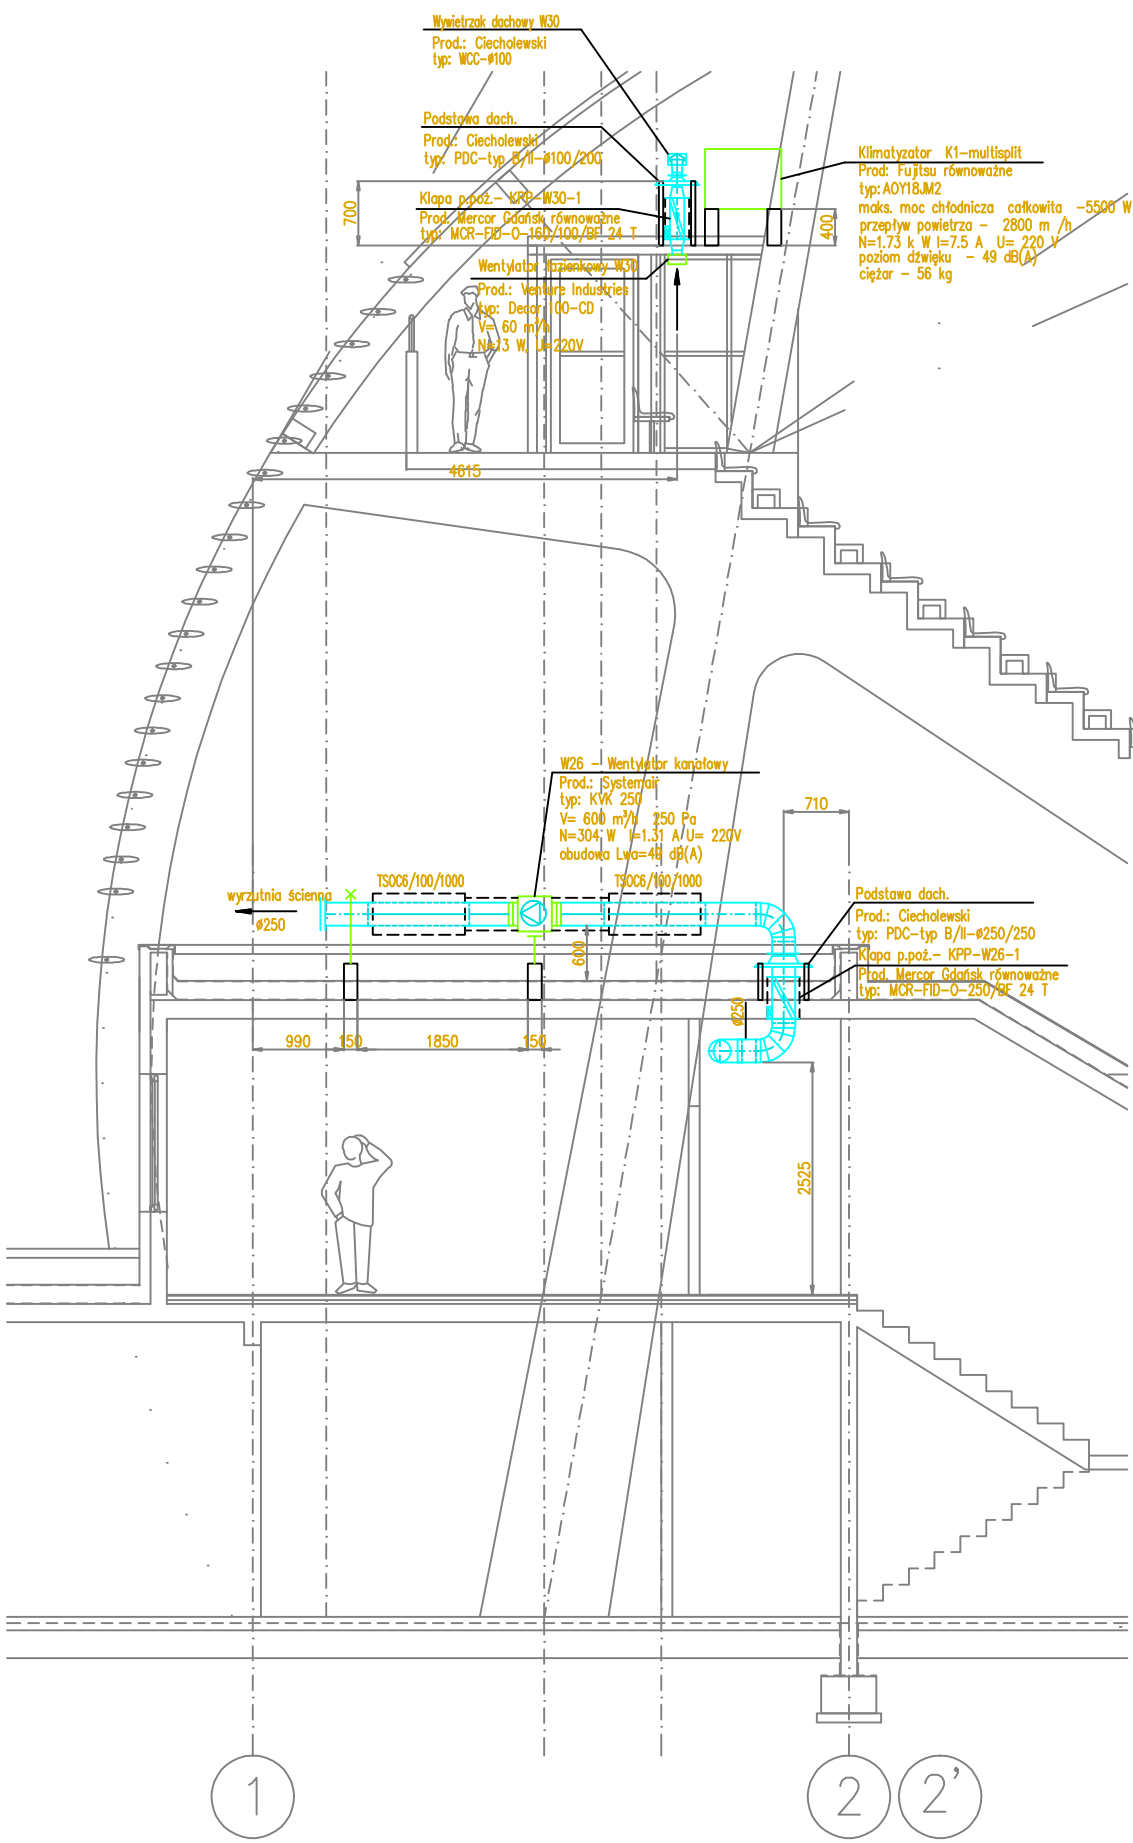 Wywietrzak dachowy W30
Prod.: Ciecholewski
typ: WCC-ø100
Podstawa dach.
Prod.: Ciecholewski
typ: PDC-typ B/II-ø100/200
Klapa p.poż.- KPP-W30-1
Prod. Mercor Gdańsk równoważne
typ: MCR-FID-O-160/100/BF 24 T
Wentylator łazienkowy W30
Prod.: Venture Industries
typ: Decor 100-CD
V= 60 m³/h
N=13 W, U=220V
Klimatyzator K1-multisplit
Prod: Fujitsu równoważne
typ: AOY18JM2
maks. moc chłodnicza całkowita -5500 W
przepływ powietrza - 2800 m /h
N=1.73 k W I=7.5 A U= 220 V
poziom dźwięku - 49 dB(A)
ciężar - 56 kg
700
400
4615
W26 - Wentylator kanałowy
Prod.: Systemair
typ: KVK 250
V= 600 m³/h 250 Pa
N=304 W I=1.31 A U= 220V
obudowa Lwa=48 dB(A)
710
TSOC6/100/1000
TSOC6/100/1000
wyrzutnia ścienna
ø250
Podstawa dach.
Prod.: Ciecholewski
typ: PDC-typ B/II-ø250/250
Klapa p.poż.- KPP-W26-1
Prod. Mercor Gdańsk równoważne
typ: MCR-FID-O-250/BF 24 T
600
ø250
990
150
1850
150
2525
1
2
2'